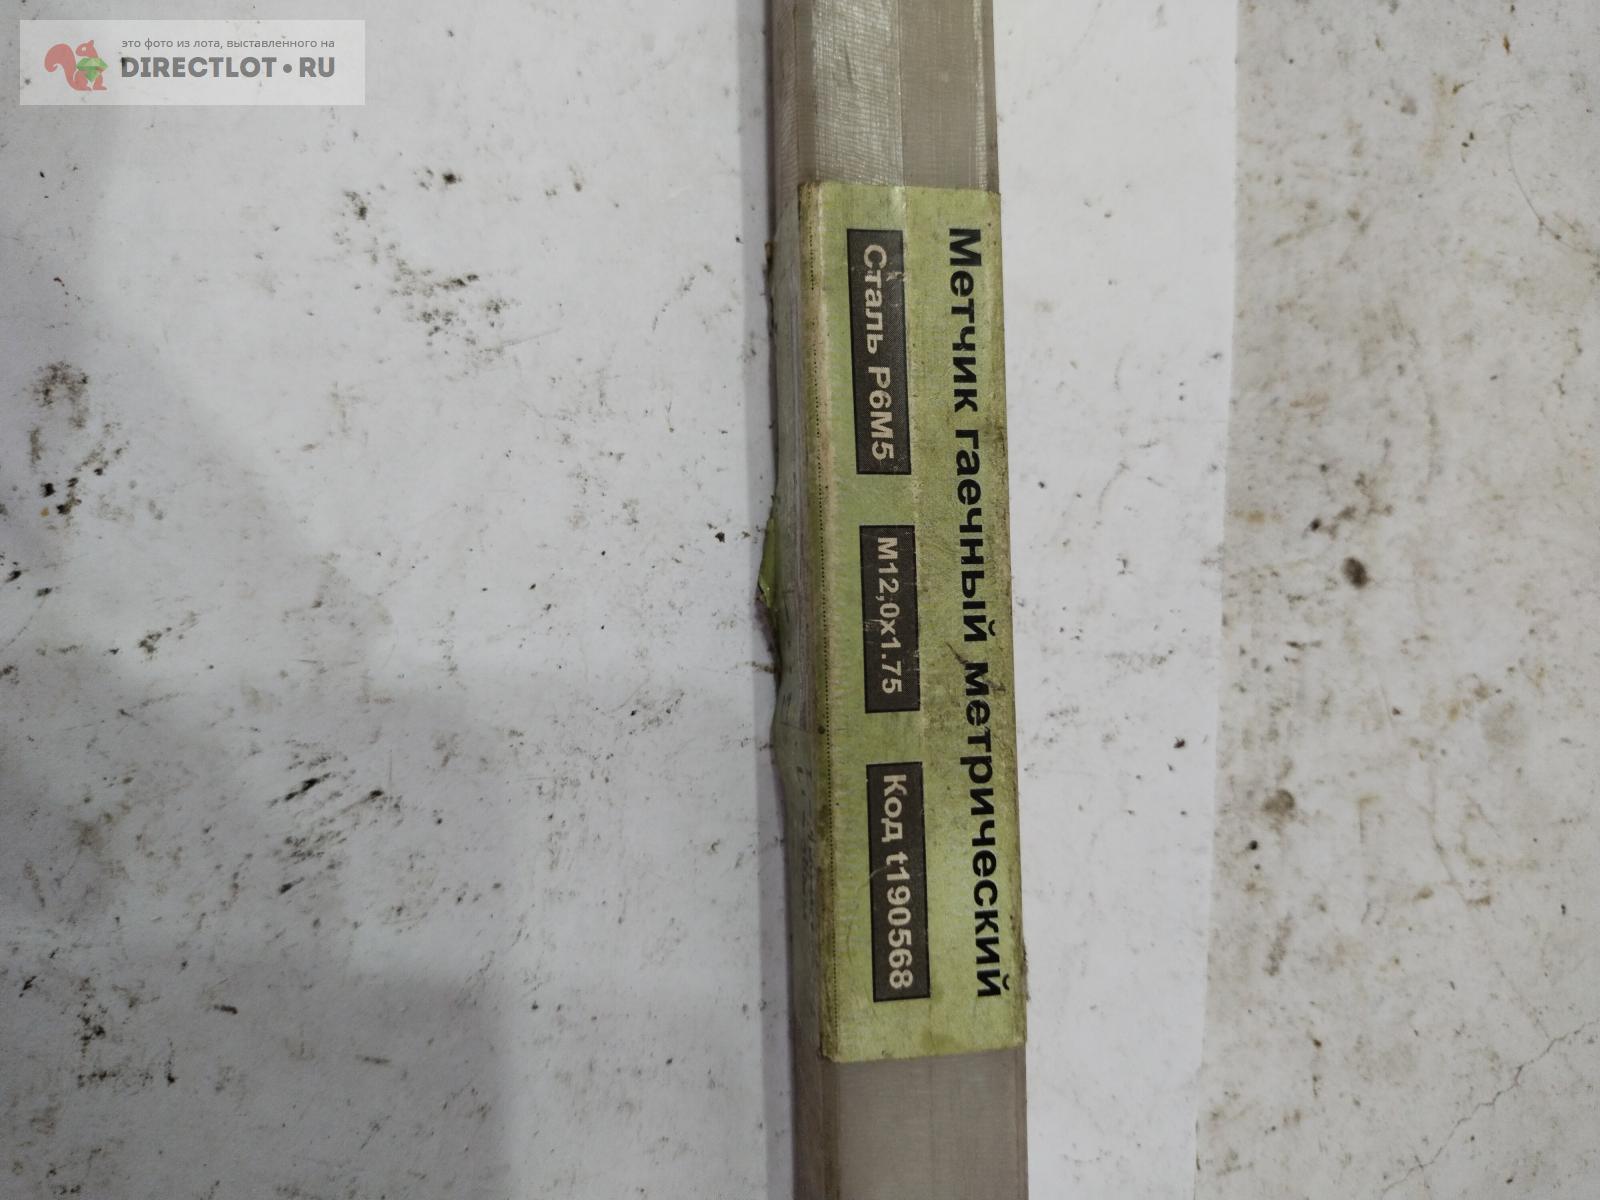 это фото из лота, выставленного на
DIRECTLOT•RU
Метчик гаечный метрический
Сталь Р6М5
М12,0х1.75
Код t190568